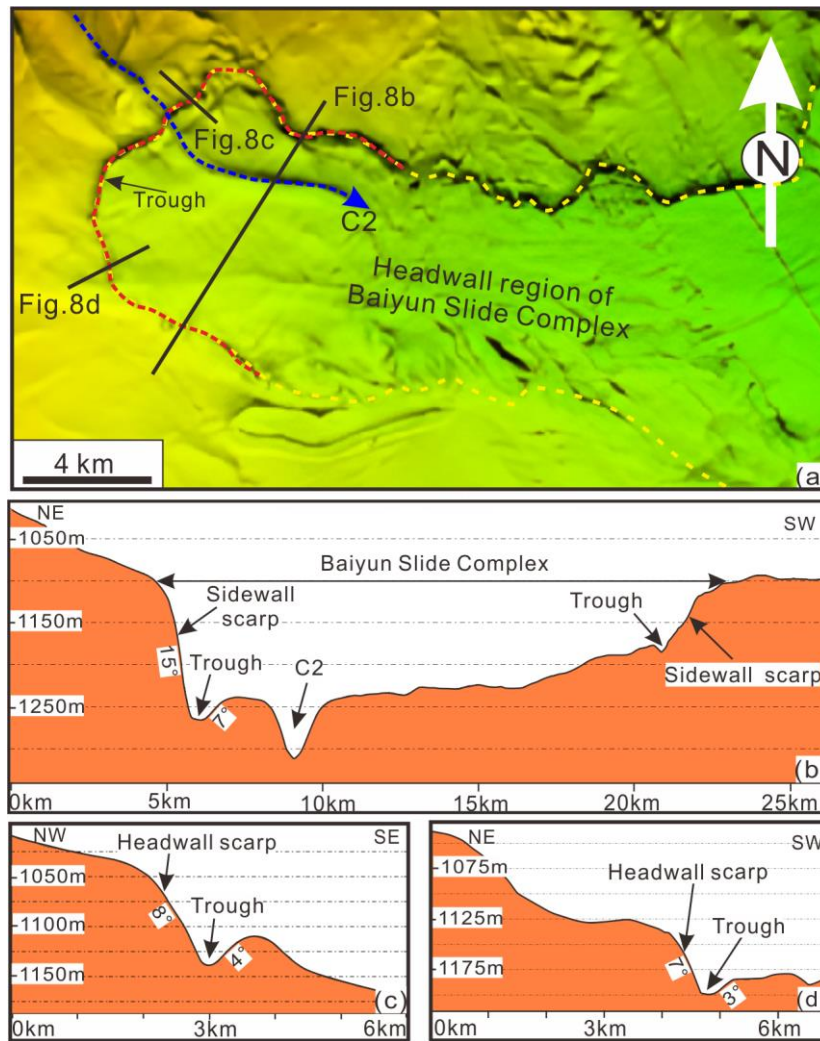 Fig.8b
Fig.8c
Trough
C2
N
Fig.8d
Headwall region of
Baiyun Slide Complex
4 km
(a)
NE
SW
-1050m
Baiyun Slide Complex
Sidewall
scarp
Trough
-1150m
15°
Trough
C2
Sidewall scarp
7°
-1250m
(b)
0km
5km
10km
15km
20km
25km
NW
SE
Headwall scarp
-1050m
8°
Trough
-1100m
4°
-1150m
(c)
0km
3km
6km
NE
SW
-1075m
Headwall scarp
-1125m
Trough
7°
-1175m
3°
(d)
0km
3km
6km